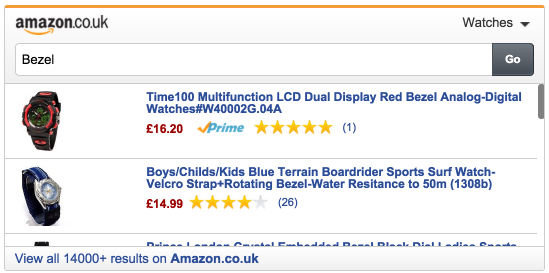 amazon.co.uk
Watches
Bezel
Go
Time100 Multifunction LCD Dual Display Red Bezel Analog-Digital
Watches#W40002G.04A
£16.20 Prime (1)
Boys/Childs/Kids Blue Terrain Boardrider Sports Surf Watch-
Velcro Strap+Rotating Bezel-Water Resitance to 50m (1308b)
£14.99 (26)
Prince London Crystal Embedded Bezel Black Dial Ladies Sports
View all 14000+ results on Amazon.co.uk